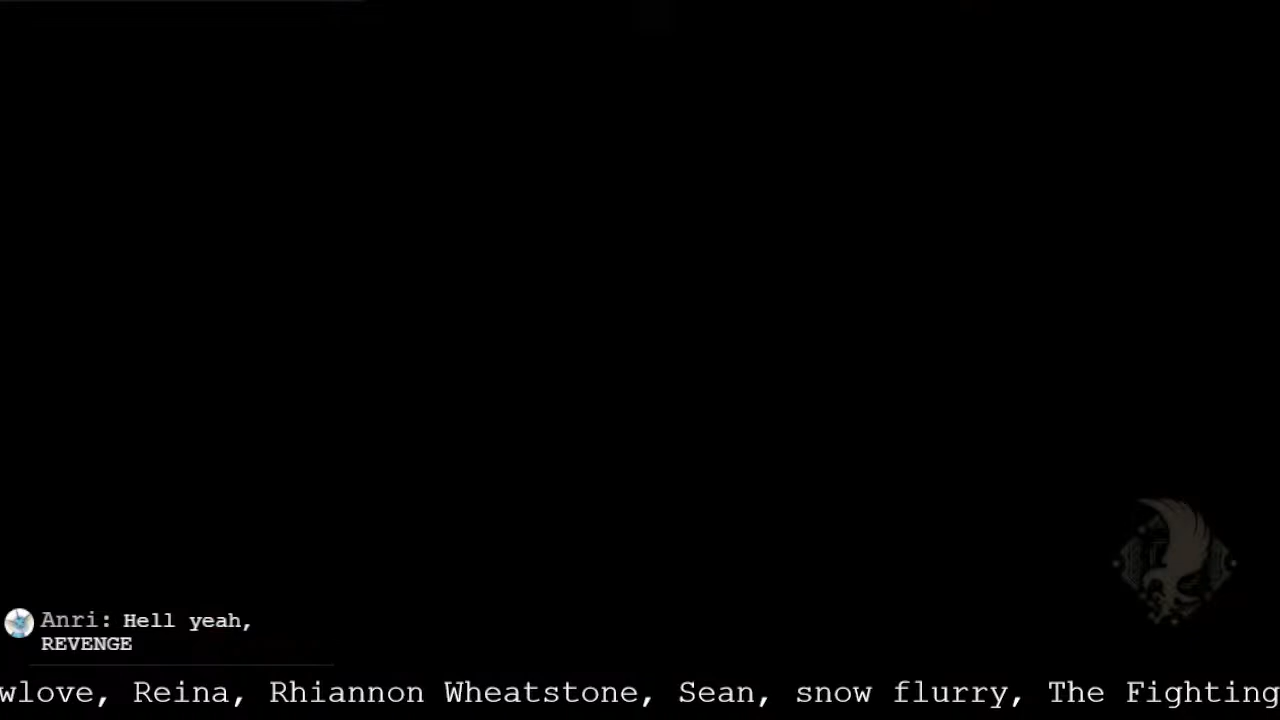 Anri: Hell yeah,
REVENGE
wlove, Reina, Rhiannon Wheatstone, Sean, snow flurry, The Fighting